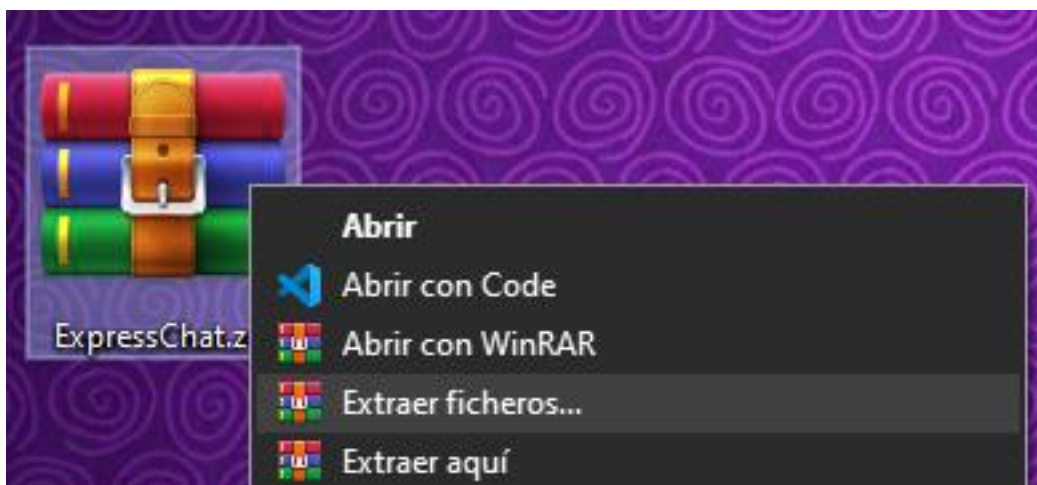 ExpressChat.z
Abrir
Abrir con Code
Abrir con WinRAR
Extraer ficheros...
Extraer aquí